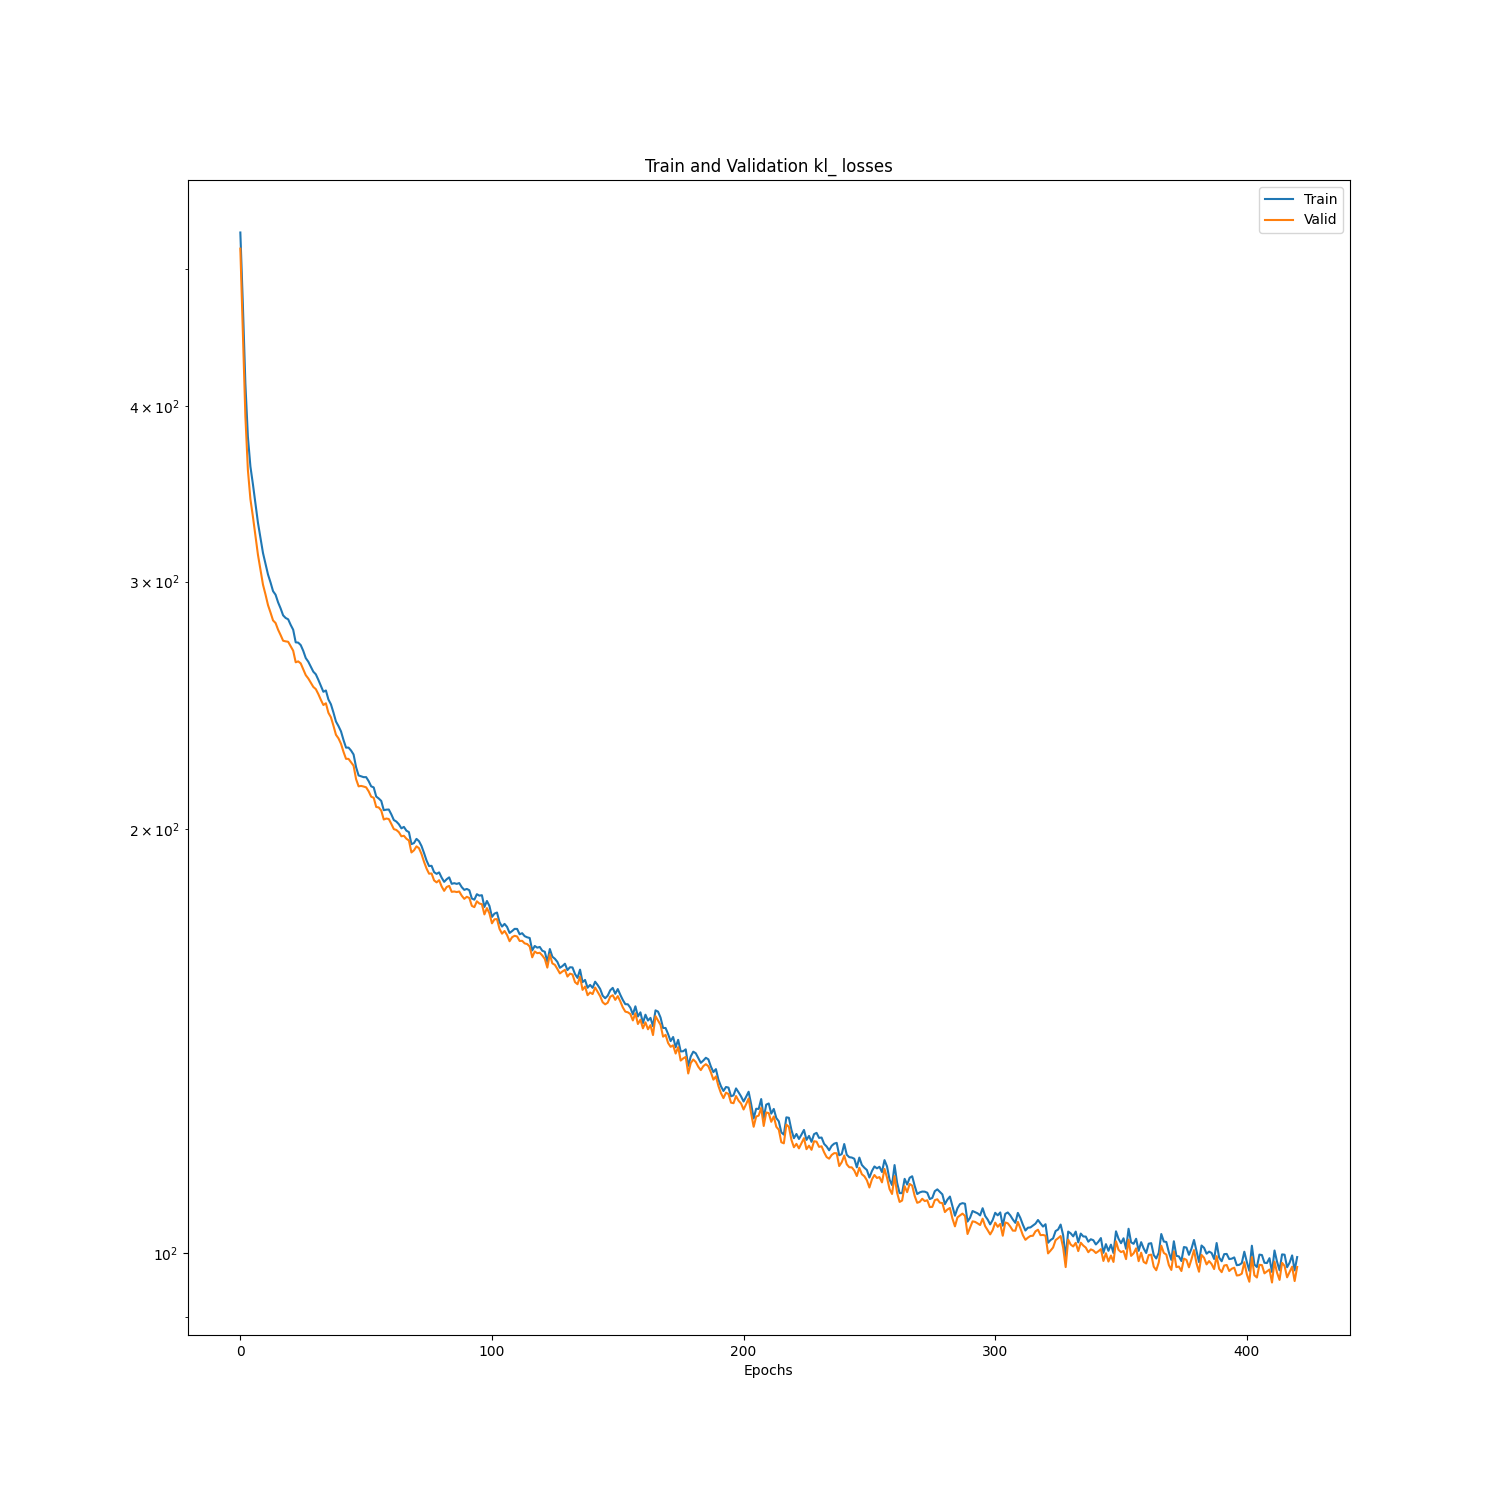 Train and Validation kl_ losses
Train
Valid
4 × 10²
3 × 10²
2 × 10²
10²
0 100 200 300 400
Epochs